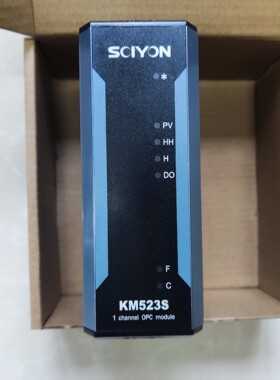 SCIYON
*
PV
HH
H
DO
F
C
KM523S
1 channel OPC module